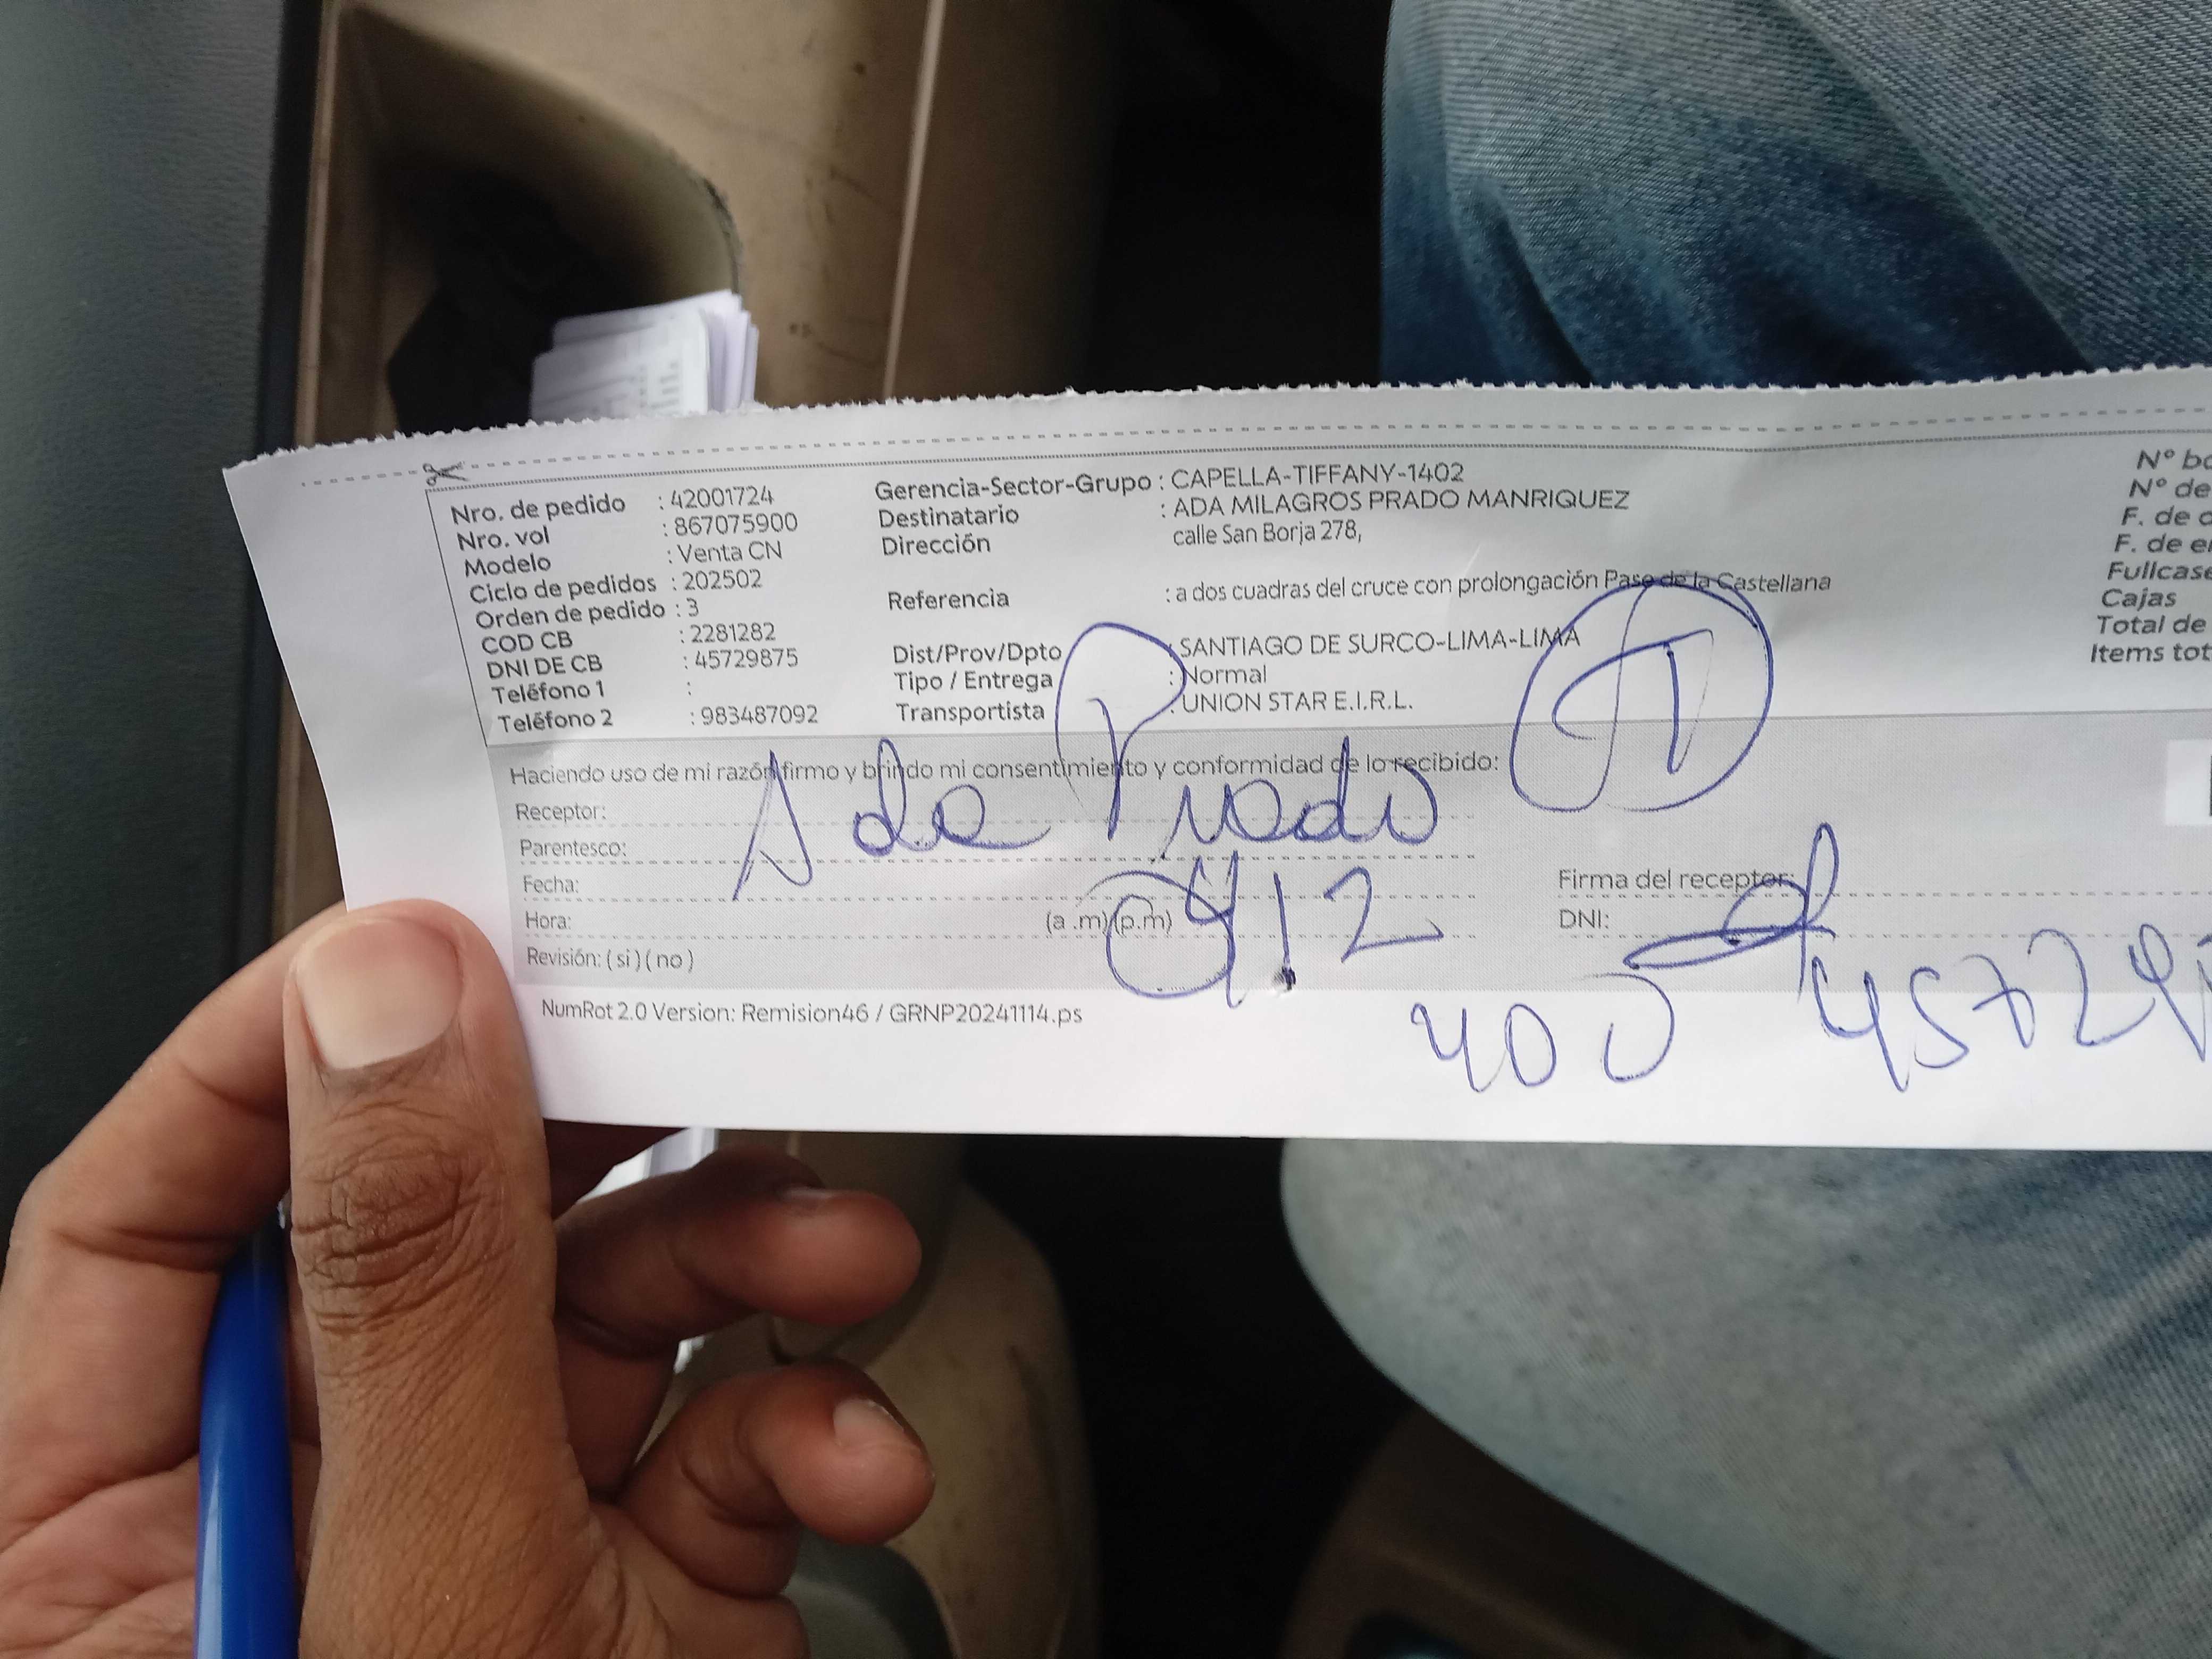 Nro. de pedido : 42001724
Nro. vol : 867075900
Modelo : Venta CN
Ciclo de pedidos : 202502
Orden de pedido : 3
COD CB : 2281282
DNI DE CB : 45729875
Teléfono 1 :
Teléfono 2 : 983487092
Gerencia-Sector-Grupo : CAPELLA-TIFFANY-1402
Destinatario : ADA MILAGROS PRADO MANRIQUEZ
Dirección calle San Borja 278,
Referencia : a dos cuadras del cruce con prolongación Paso de la Castellana
Dist/Prov/Dpto : SANTIAGO DE SURCO-LIMA-LIMA
Tipo / Entrega : Normal
Transportista : UNION STAR E.I.R.L.
Nº
Nº de
F. de
F. de
Fullcase
Cajas
Total de
Items
Haciendo uso de mi razón firmo y brindo mi consentimiento y conformidad de lo recibido:
Receptor: Ada Prado
Parentesco:
Fecha:
Hora: (a .m) (p.m)
Revisión: ( si ) ( no )
Firma del receptor:
DNI:
NumRot 2.0 Version: Remision46 / GRNP20241114.ps